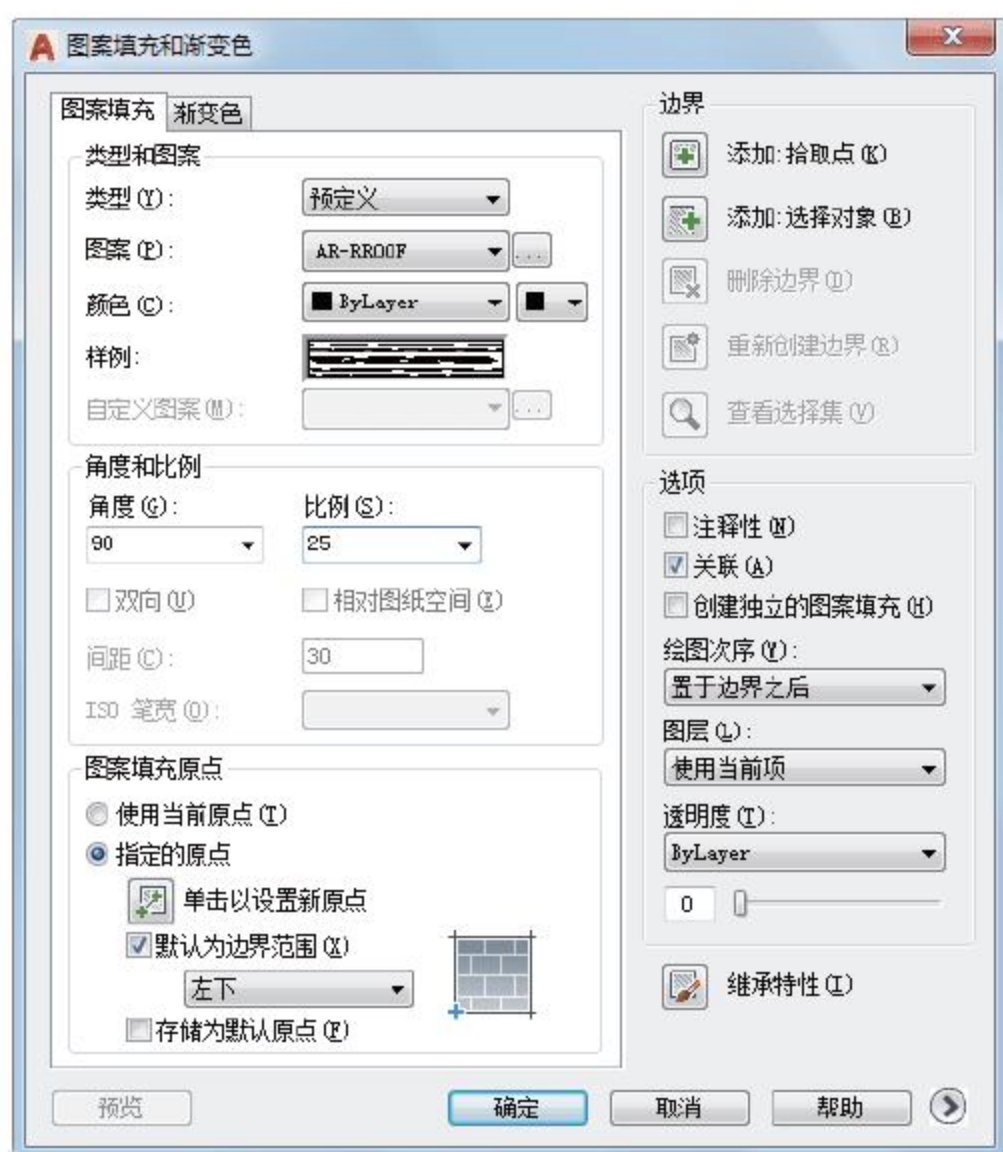 图案填充和渐变色
图案填充
渐变色
类型和图案
类型(Y):
预定义
图案(P):
AR-RROOF
...
颜色(C):
ByLayer
样例:
自定义图案(M):
...
角度和比例
角度(G):
比例(S):
90
25
双向(U)
相对图纸空间(E)
间距(C):
30
ISO 笔宽(O):
图案填充原点
使用当前原点(T)
指定的原点
单击以设置新原点
默认为边界范围(X)
左下
存储为默认原点(F)
边界
添加:拾取点(K)
添加:选择对象(B)
删除边界(D)
重新创建边界(R)
查看选择集(V)
选项
注释性(N)
关联(A)
创建独立的图案填充(H)
绘图次序(W):
置于边界之后
图层(L):
使用当前项
透明度(T):
ByLayer
0
继承特性(I)
预览
确定
取消
帮助